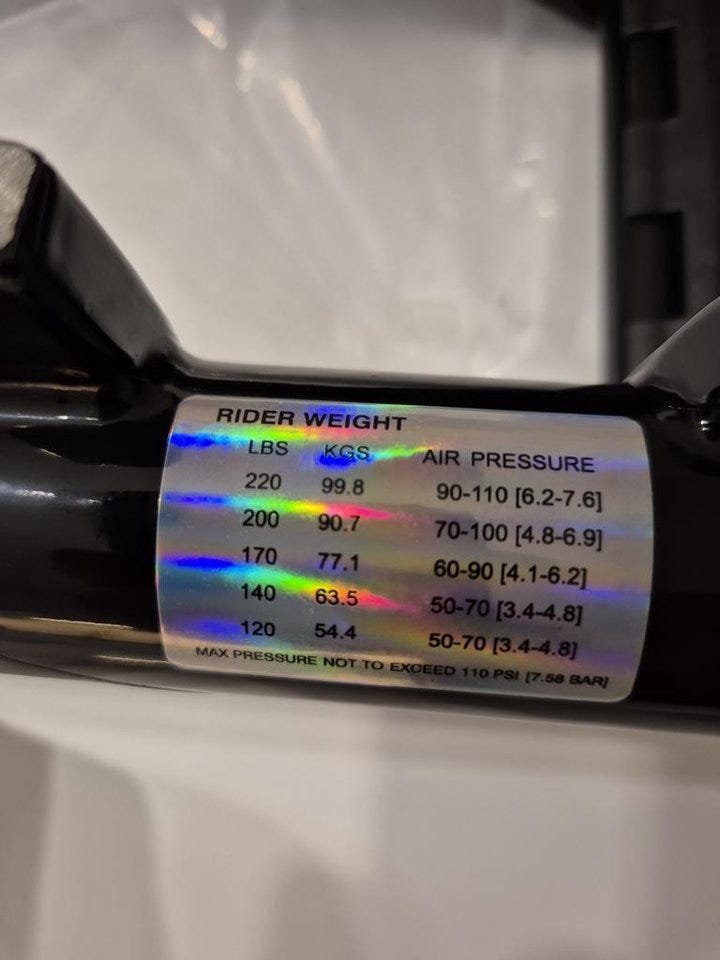 RIDER WEIGHT
LBS KGS AIR PRESSURE
220 99.8 90-110 [6.2-7.6]
200 90.7 70-100 [4.8-6.9]
170 77.1 60-90 [4.1-6.2]
140 63.5 50-70 [3.4-4.8]
120 54.4 50-70 [3.4-4.8]
MAX PRESSURE NOT TO EXCEED 110 PSI [7.58 BAR]